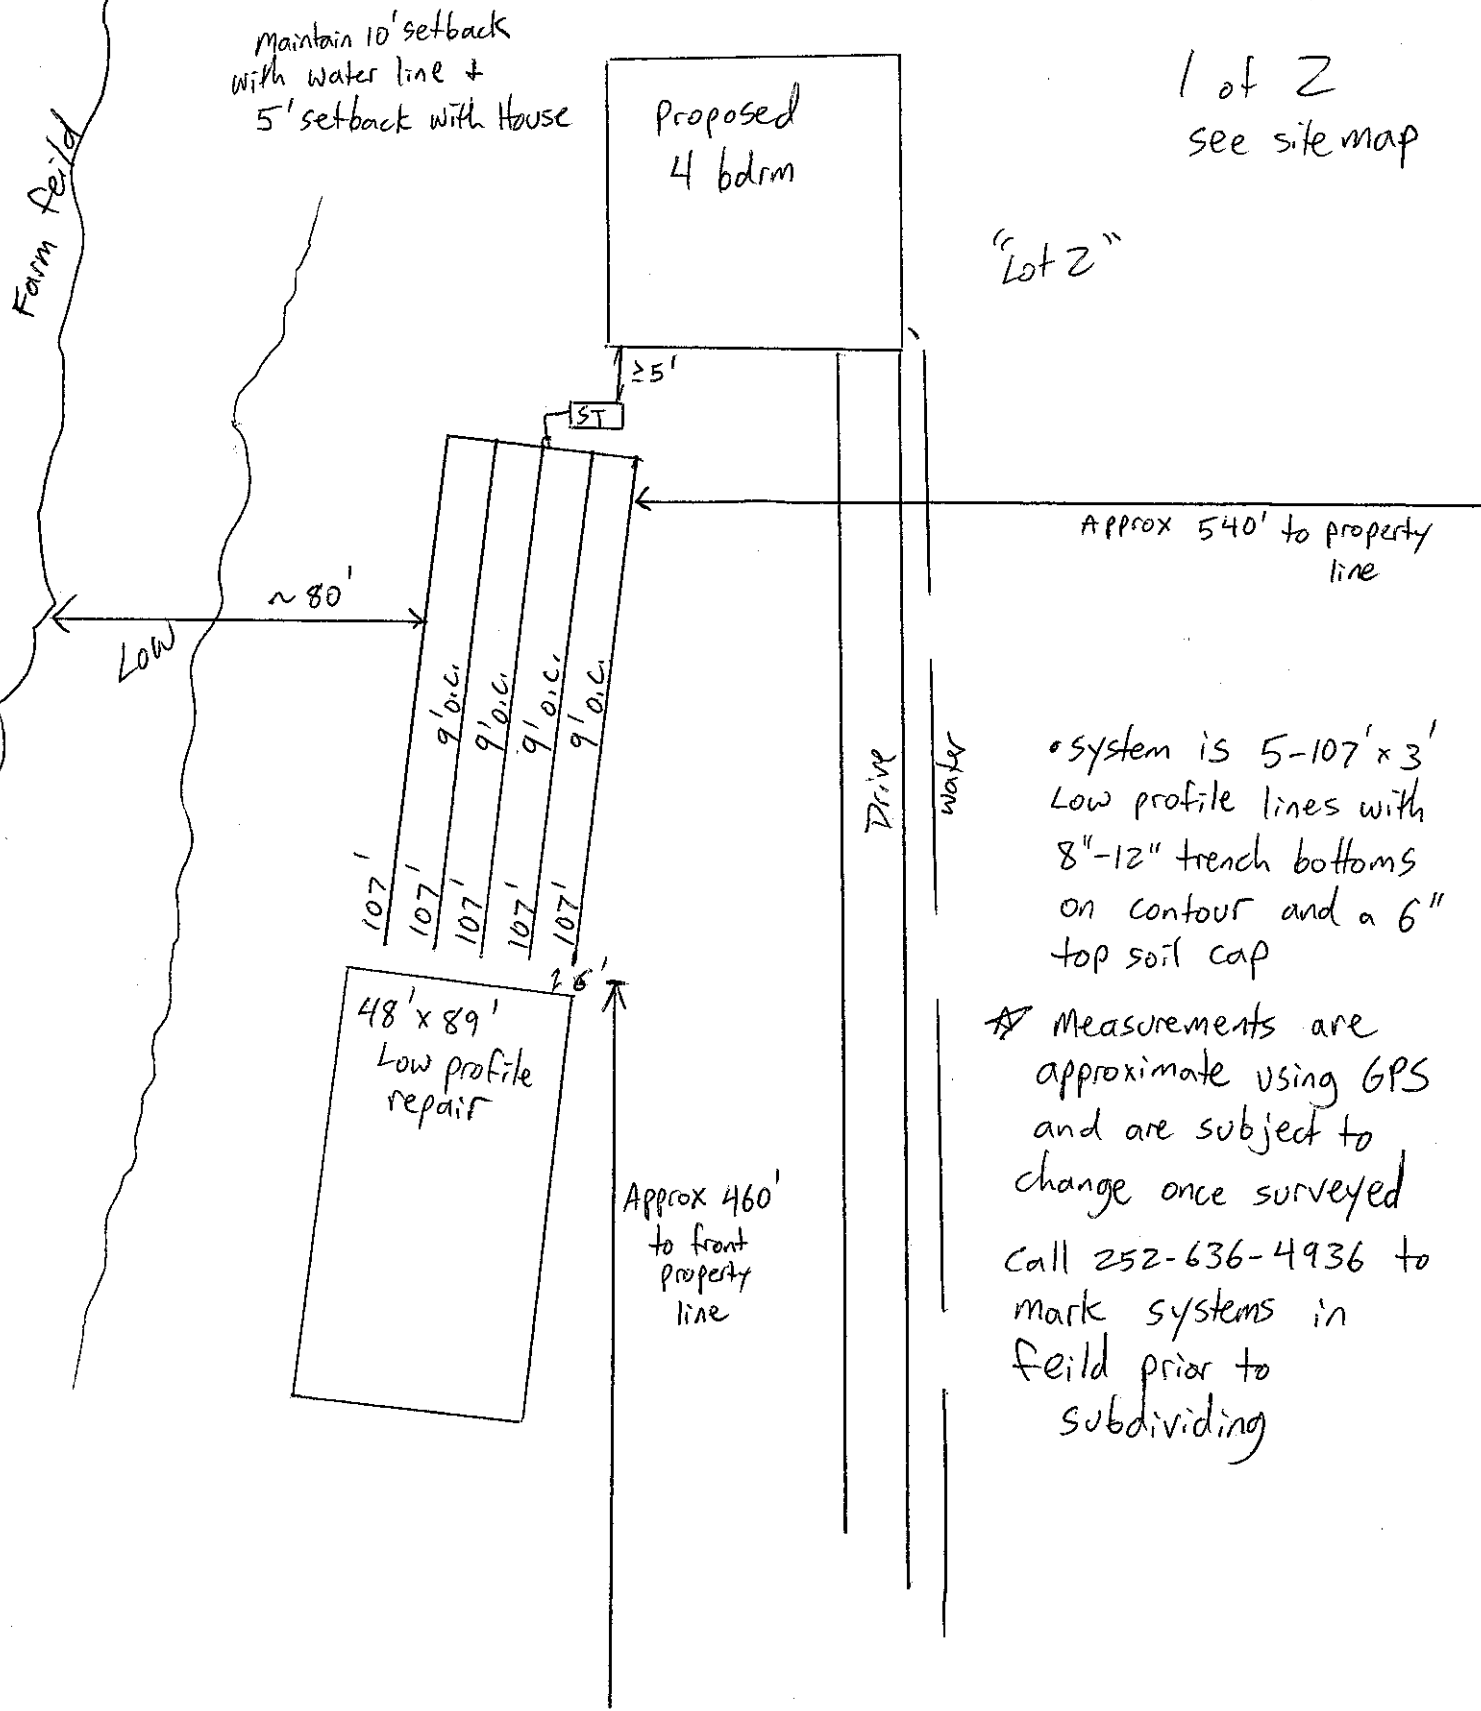 Maintain 10' setback
with water line +
5' setback with House
Proposed
4 bdrm
1 of 2
see site map
"Lot 2"
Farm feild
≥5'
ST
Approx 540' to property
line
~80'
Low
9' o.c.
9' o.c.
9' o.c.
9' o.c.
107'
107'
107'
107'
107'
Drive
water
• system is 5-107' x 3'
Low profile lines with
8"-12" trench bottoms
on contour and a 6"
top soil cap
48' x 89'
Low profile
repair
☆ Measurements are
approximate using GPS
and are subject to
change once surveyed
Approx 460'
to front
property
line
Call 252-636-4936 to
mark systems in
feild prior to
subdividing